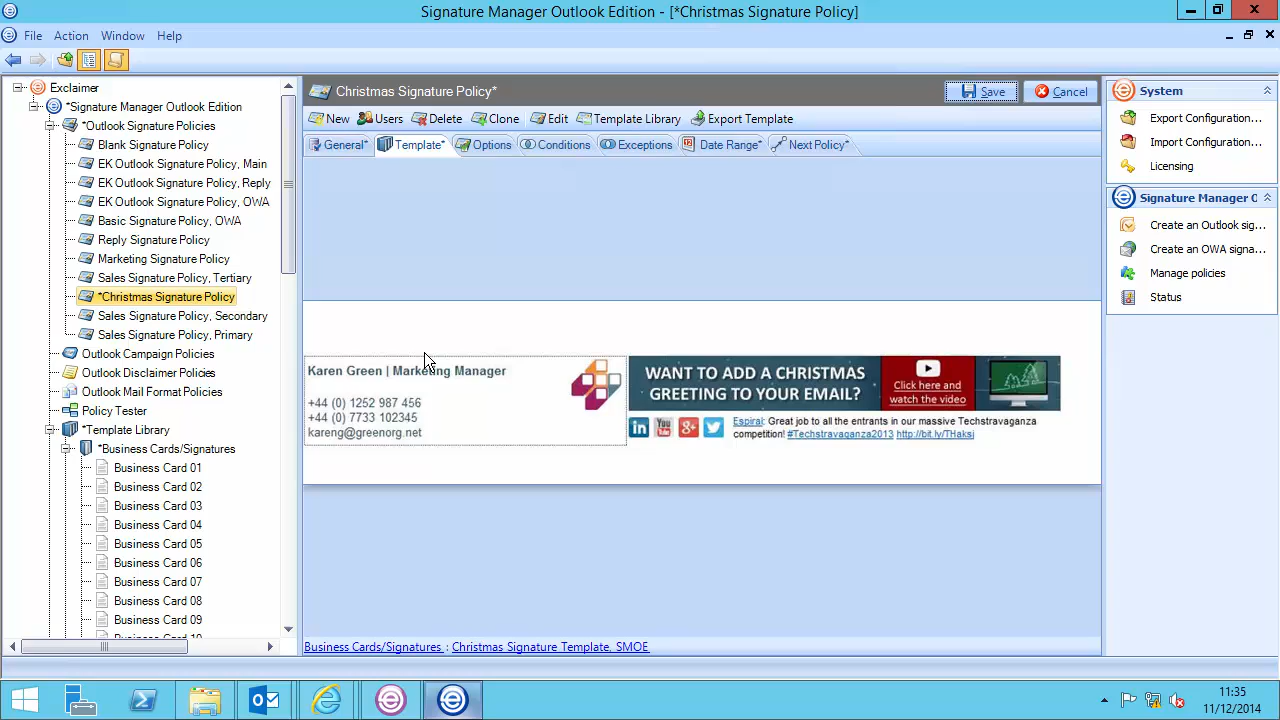 Signature Manager Outlook Edition - [*Christmas Signature Policy]
File Action Window Help
Exclaimer
*Signature Manager Outlook Edition
*Outlook Signature Policies
Blank Signature Policy
EK Outlook Signature Policy, Main
EK Outlook Signature Policy, Reply
EK Outlook Signature Policy, OWA
Basic Signature Policy, OWA
Reply Signature Policy
Marketing Signature Policy
Sales Signature Policy, Tertiary
*Christmas Signature Policy
Sales Signature Policy, Secondary
Sales Signature Policy, Primary
Outlook Campaign Policies
Outlook Disclaimer Policies
Outlook Mail Format Policies
Policy Tester
*Template Library
*Business Cards/Signatures
Business Card 01
Business Card 02
Business Card 03
Business Card 04
Business Card 05
Business Card 06
Business Card 07
Business Card 08
Business Card 09
Business Card 10
Christmas Signature Policy*
Save Cancel
New Users Delete Clone Edit Template Library Export Template
General* Template* Options Conditions Exceptions Date Range* Next Policy*
Karen Green | Marketing Manager
+44 (0) 1252 987 456
+44 (0) 7733 102345
kareng@greenorg.net
WANT TO ADD A CHRISTMAS
GREETING TO YOUR EMAIL?
Click here and
watch the video
in You Tube g+
Espiral: Great job to all the entrants in our massive Techstravaganza
competition! #Techstravaganza2013 http://bit.ly/THaksj
Business Cards/Signatures : Christmas Signature Template, SMOE
System
Export Configuration...
Import Configuration...
Licensing
Signature Manager O
Create an Outlook sig...
Create an OWA signa...
Manage policies
Status
11:35
11/12/2014